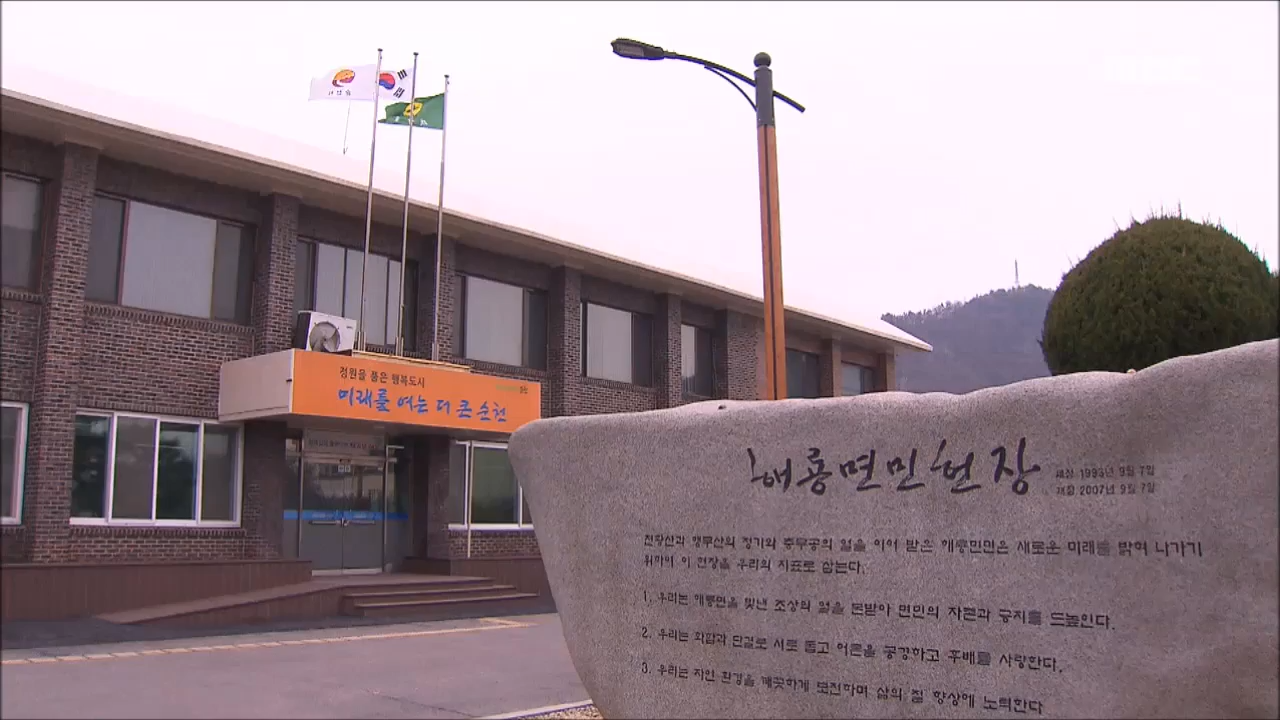 정원을 품은 행복도시
미래를 여는 더 큰 순천
해룡면민헌장
제정 1993년 9월 7일
개정 2007년 9월 7일
천황산과 앵무산의 정기와 충무공의 얼을 이어 받은 해룡면민은 새로운 미래를 밝혀 나가기
위하여 이 헌장을 우리의 지표로 삼는다.
1. 우리는 해룡면을 빛낸 조상의 얼을 본받아 면민의 자존과 긍지를 드높인다.
2. 우리는 화합과 단결로 서로 돕고 어른을 공경하고 후배를 사랑한다.
3. 우리는 자연 환경을 깨끗하게 보전하며 삶의 질 향상에 노력한다